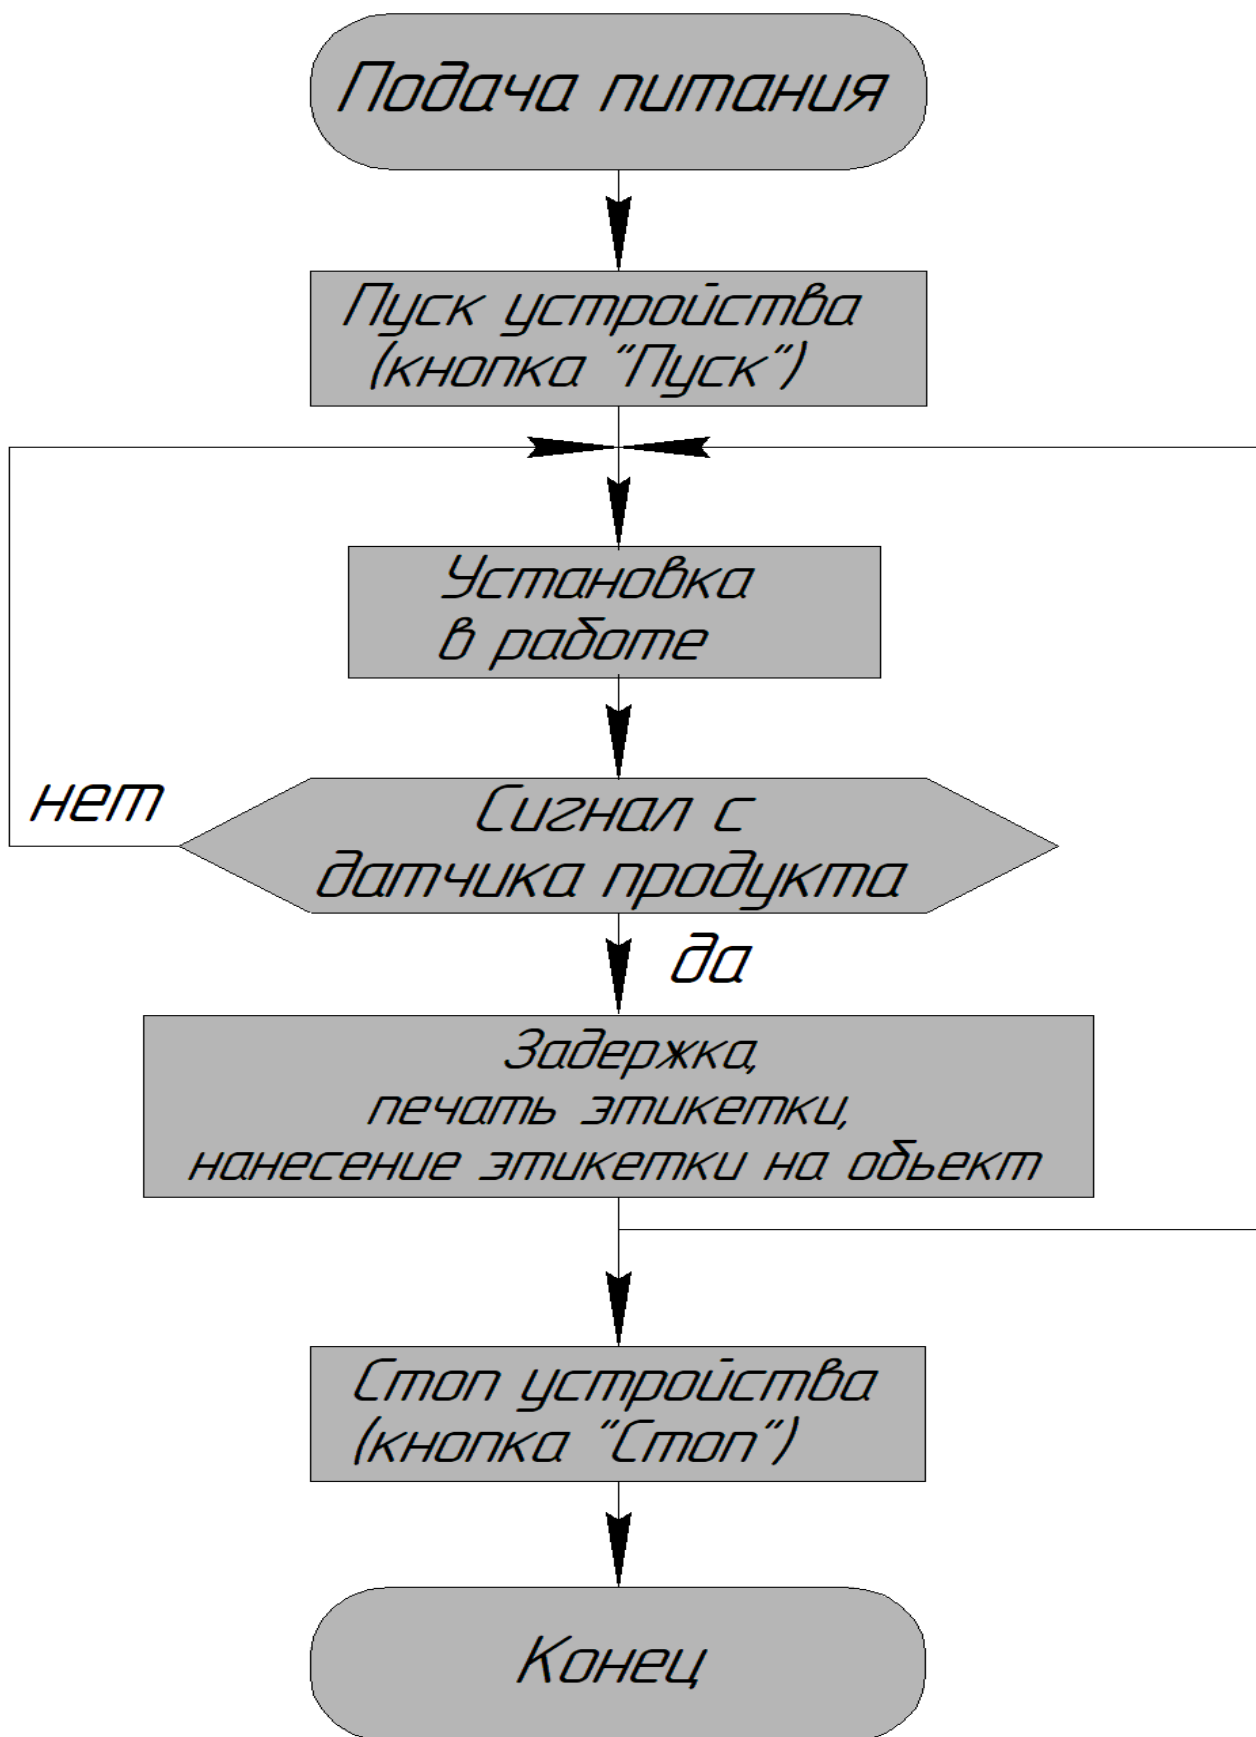 Подача питания
Пуск устройства
(кнопка "Пуск")
Установка
в работе
нет
Сигнал с
датчика продукта
да
Задержка,
печать этикетки,
нанесение этикетки на обьект
Стоп устройства
(кнопка "Стоп")
Конец